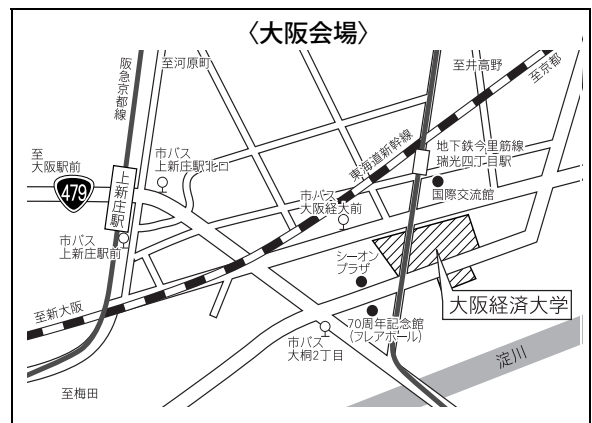 〈大阪会場〉
阪急京都線
至河原町
至井高野
至京都
至
大阪駅前
479
上新庄駅
市バス
上新庄駅北口
東海道新幹線
地下鉄今里筋線
瑞光四丁目駅
国際交流館
市バス
大阪経大前
市バス
上新庄駅前
シーオン
プラザ
大阪経済大学
至新大阪
70周年記念館
(フレアホール)
市バス
大桐2丁目
淀川
至梅田